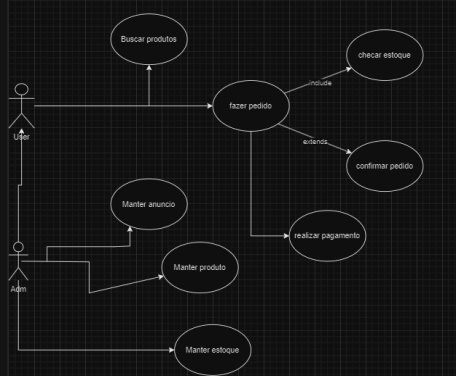 Buscar produtos
checar estoque
include
fazer pedido
User
extends
confirmar pedido
Manter anuncio
realizar pagamento
Manter produto
Adm
Manter estoque